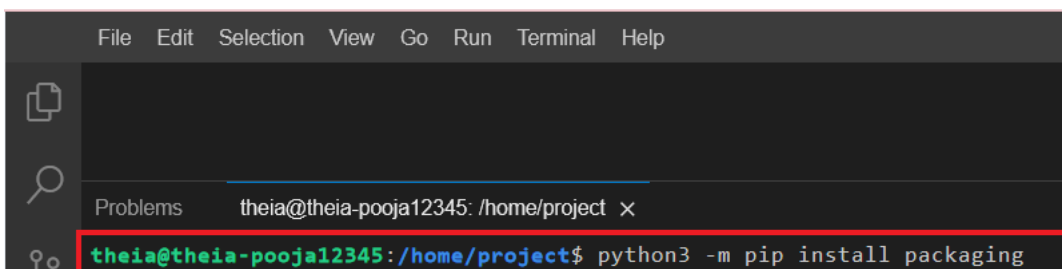 File Edit Selection View Go Run Terminal Help
Problems theia@theia-pooja12345: /home/project ×
theia@theia-pooja12345:/home/project$ python3 -m pip install packaging